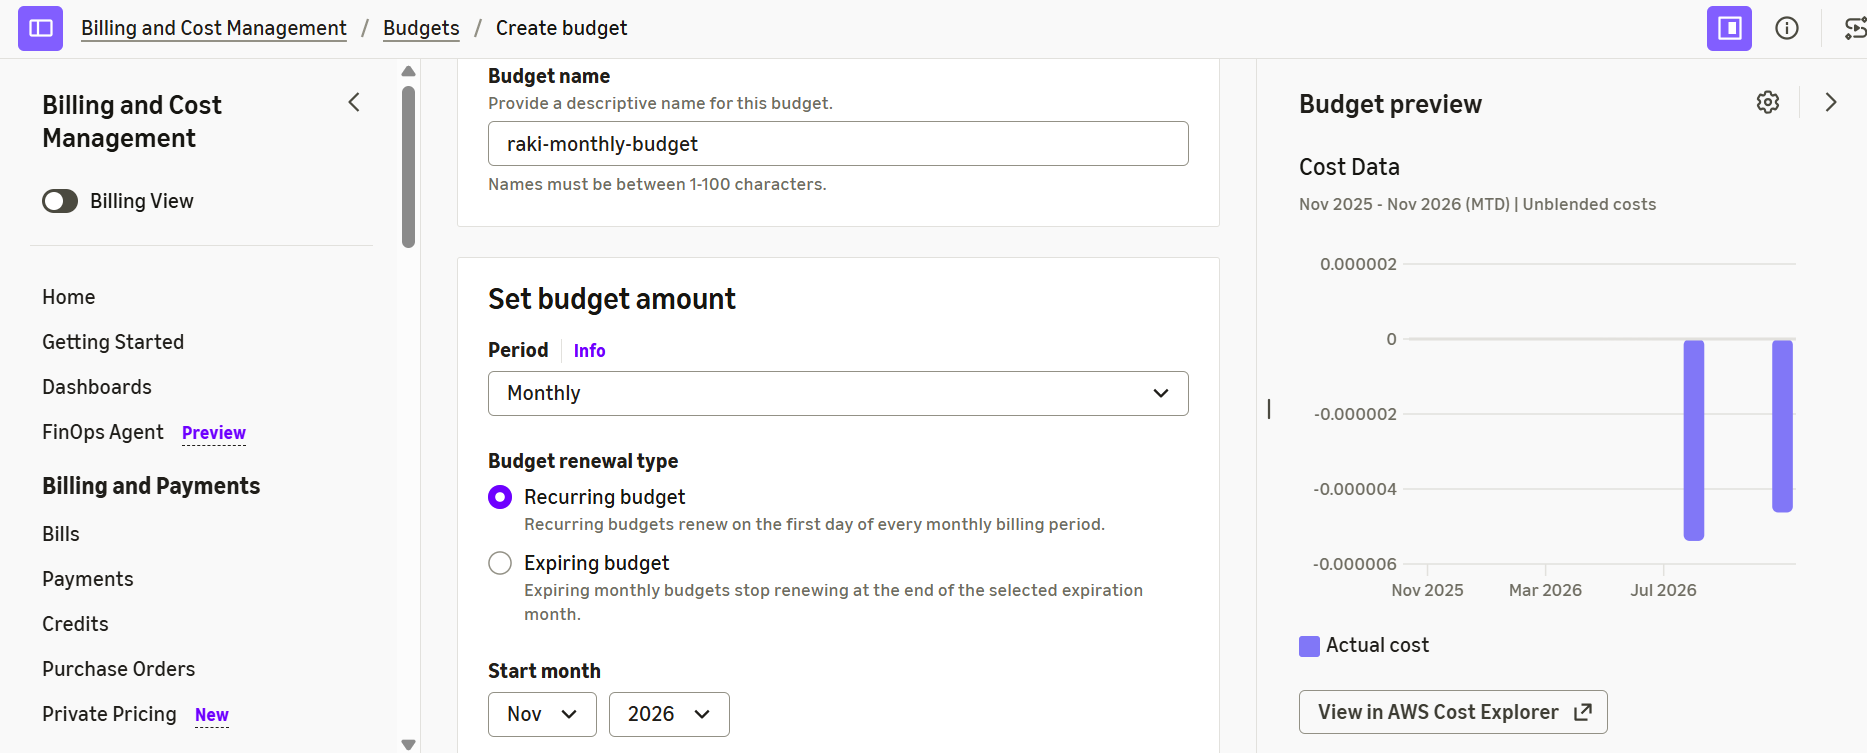 Billing and Cost Management / Budgets / Create budget
Billing and Cost
Management
Billing View
Home
Getting Started
Dashboards
FinOps Agent Preview
Billing and Payments
Bills
Payments
Credits
Purchase Orders
Private Pricing New
Budget name
Provide a descriptive name for this budget.
raki-monthly-budget
Names must be between 1-100 characters.
Set budget amount
Period Info
Monthly
Budget renewal type
Recurring budget
Recurring budgets renew on the first day of every monthly billing period.
Expiring budget
Expiring monthly budgets stop renewing at the end of the selected expiration
month.
Start month
Nov 2026
Budget preview
Cost Data
Nov 2025 - Nov 2026 (MTD) | Unblended costs
0.000002
0
-0.000002
-0.000004
-0.000006
Nov 2025 Mar 2026 Jul 2026
Actual cost
View in AWS Cost Explorer